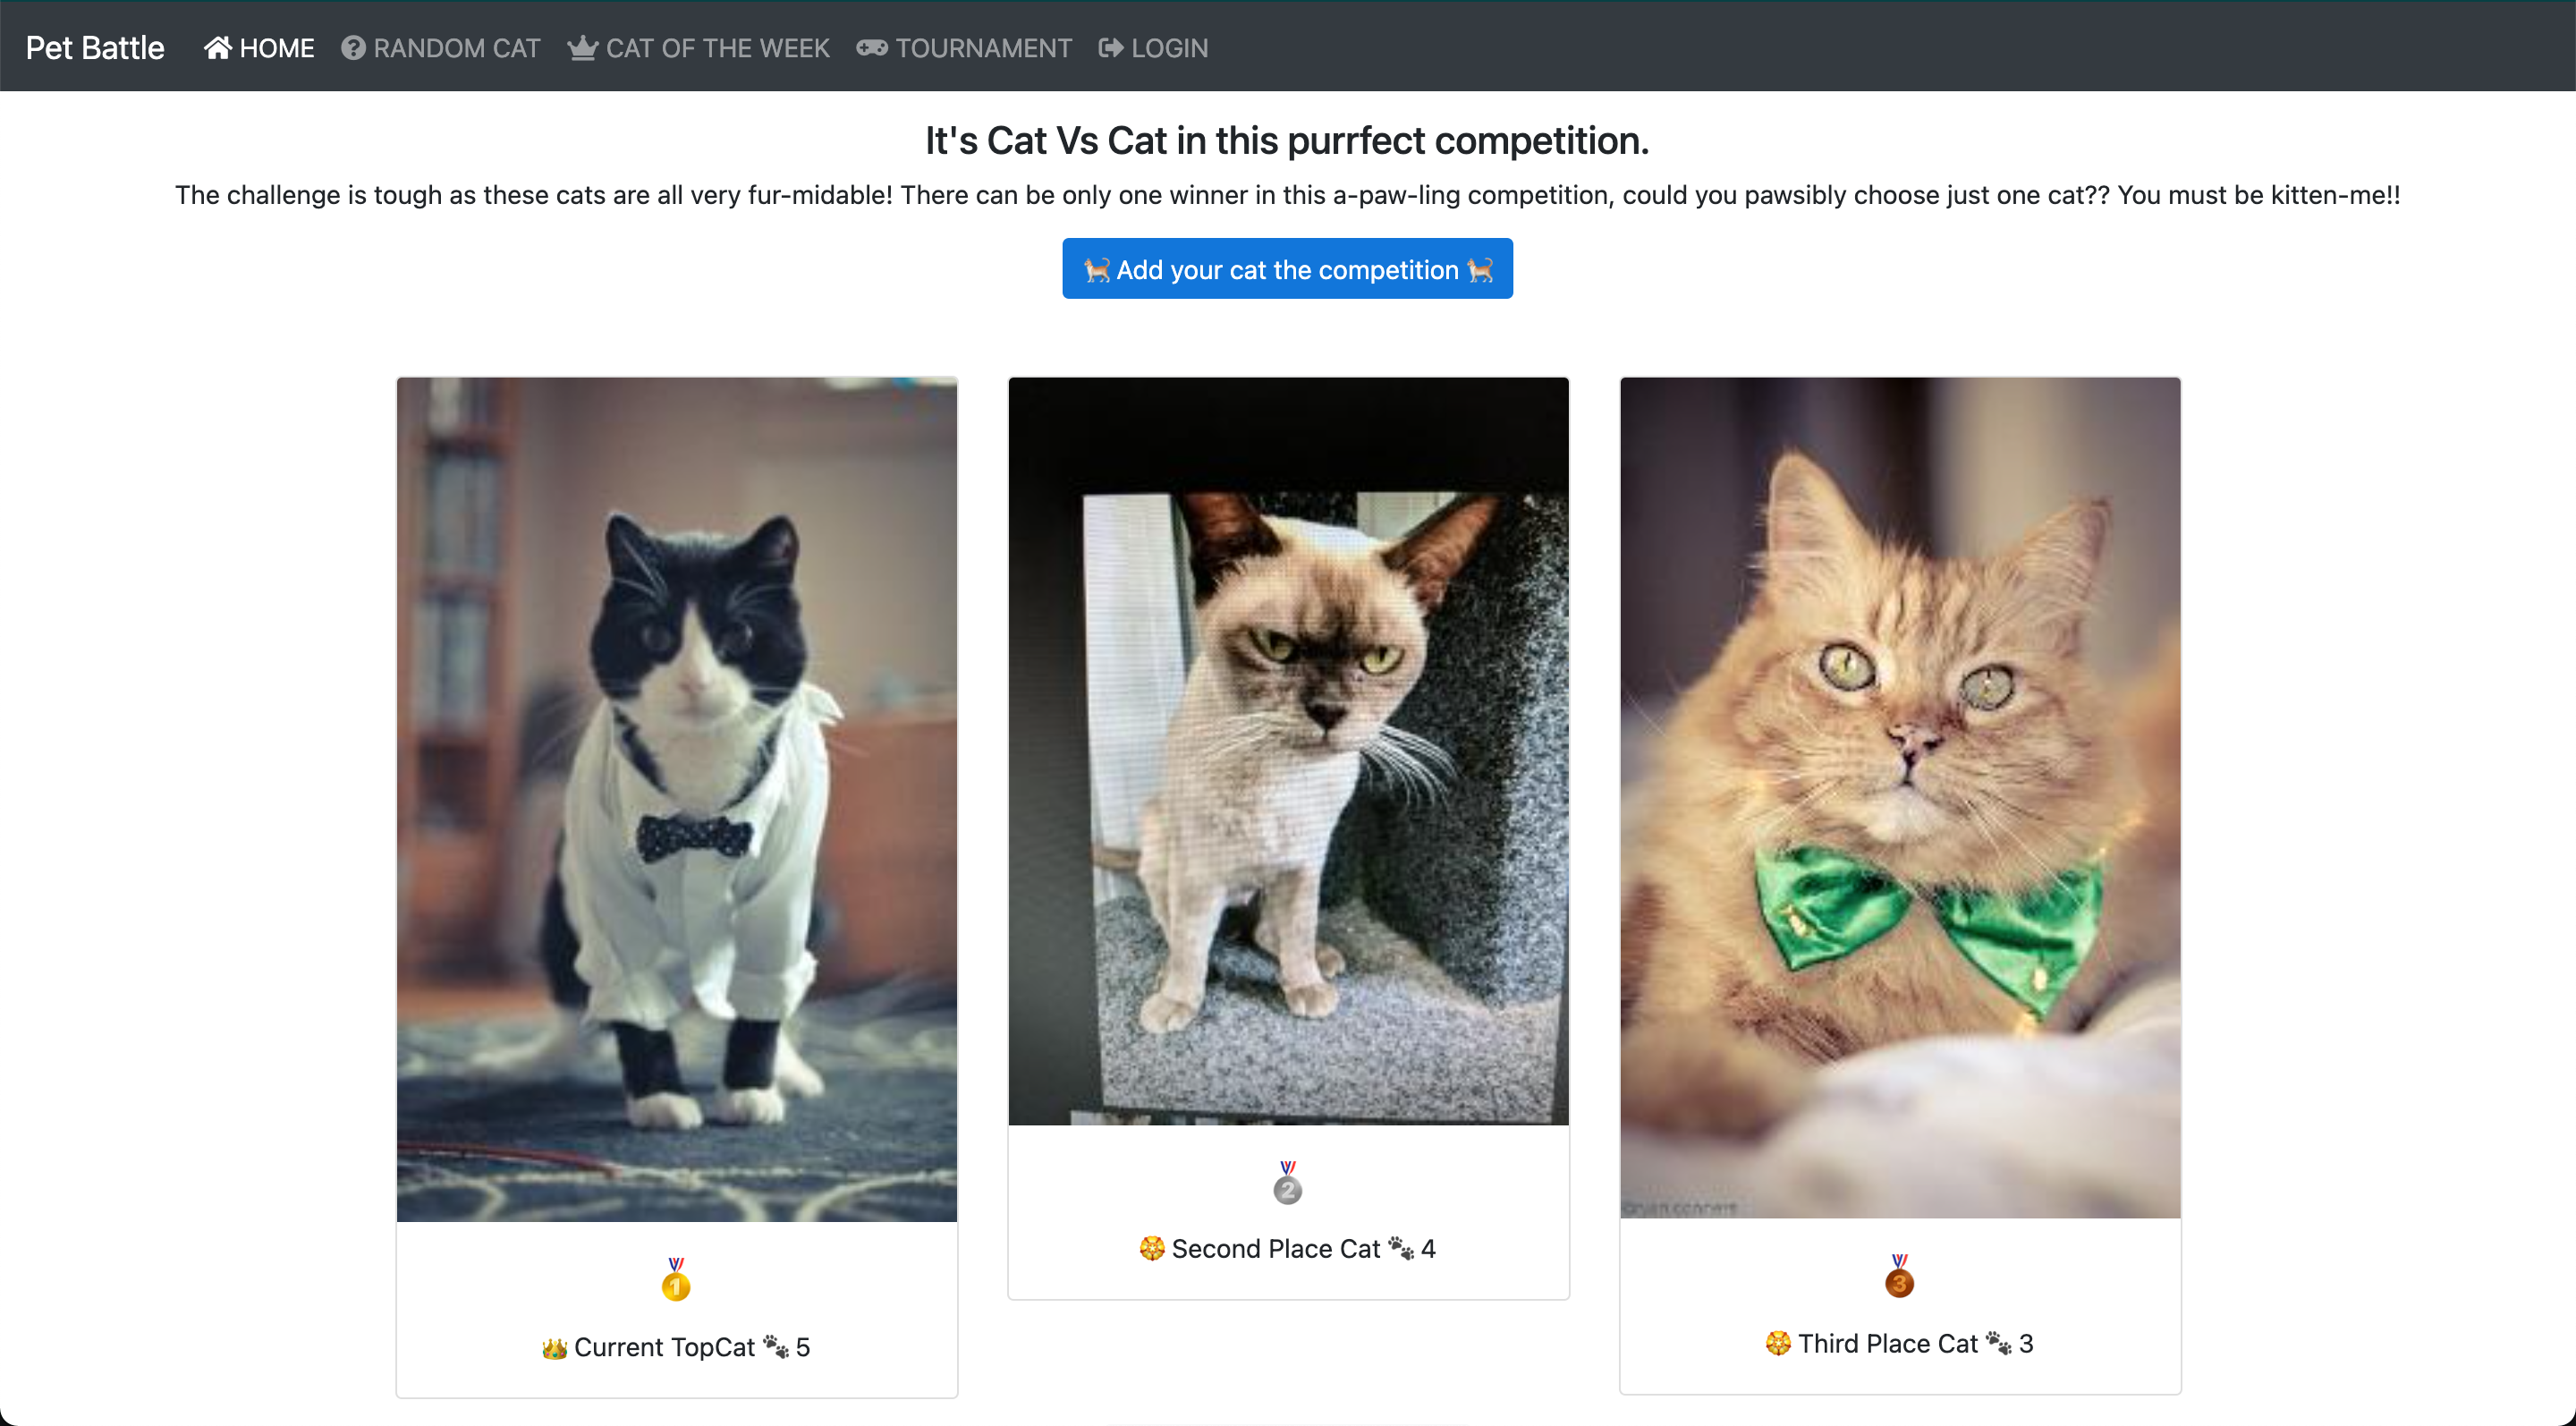 Pet Battle HOME RANDOM CAT CAT OF THE WEEK TOURNAMENT LOGIN
It's Cat Vs Cat in this purrfect competition.
The challenge is tough as these cats are all very fur-midable! There can be only one winner in this a-paw-ling competition, could you pawsibly choose just one cat?? You must be kitten-me!!
🐈 Add your cat the competition 🐈
🥇
👑 Current TopCat 🐾 5
🥈
🏵 Second Place Cat 🐾 4
🥉
🏵 Third Place Cat 🐾 3